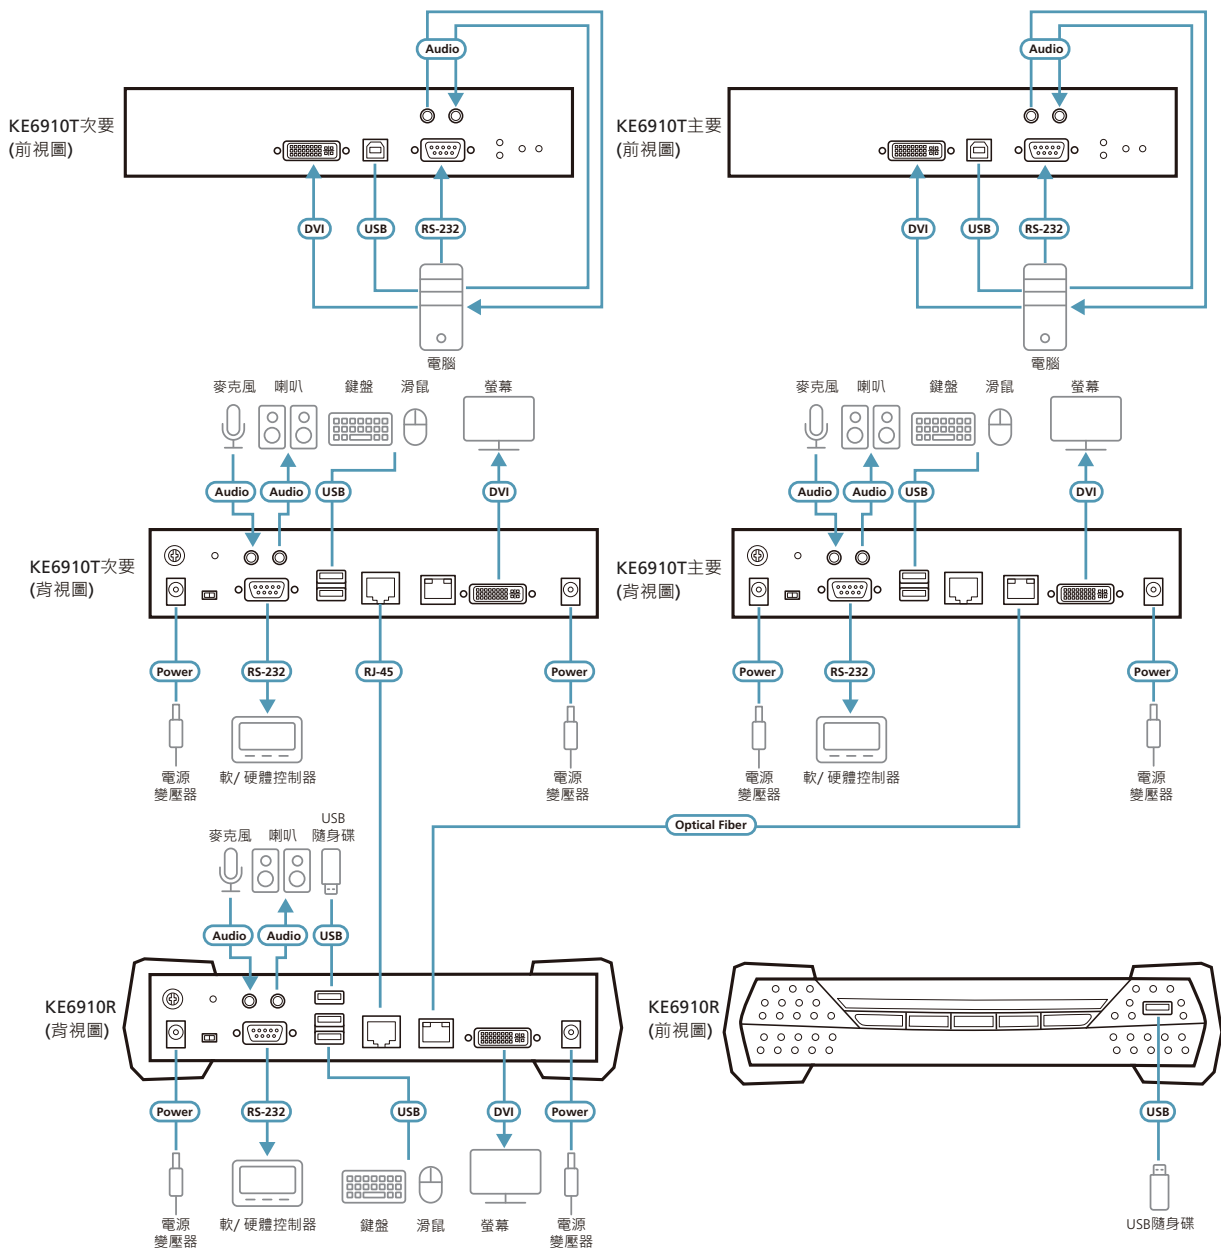 Audio
KE6910T次要
(前視圖)
DVI
USB
RS-232
電腦
Audio
KE6910T主要
(前視圖)
DVI
USB
RS-232
電腦
麥克風
喇叭
鍵盤
滑鼠
螢幕
Audio
Audio
USB
DVI
KE6910T次要
(背視圖)
Power
RS-232
RJ-45
Power
電源
變壓器
軟/硬體控制器
電源
變壓器
麥克風
喇叭
鍵盤
滑鼠
螢幕
Audio
Audio
USB
DVI
KE6910T主要
(背視圖)
Power
RS-232
Power
電源
變壓器
軟/硬體控制器
電源
變壓器
Optical Fiber
麥克風
喇叭
USB
隨身碟
Audio
Audio
USB
KE6910R
(背視圖)
Power
RS-232
USB
DVI
Power
電源
變壓器
軟/硬體控制器
鍵盤
滑鼠
螢幕
電源
變壓器
KE6910R
(前視圖)
USB
USB隨身碟